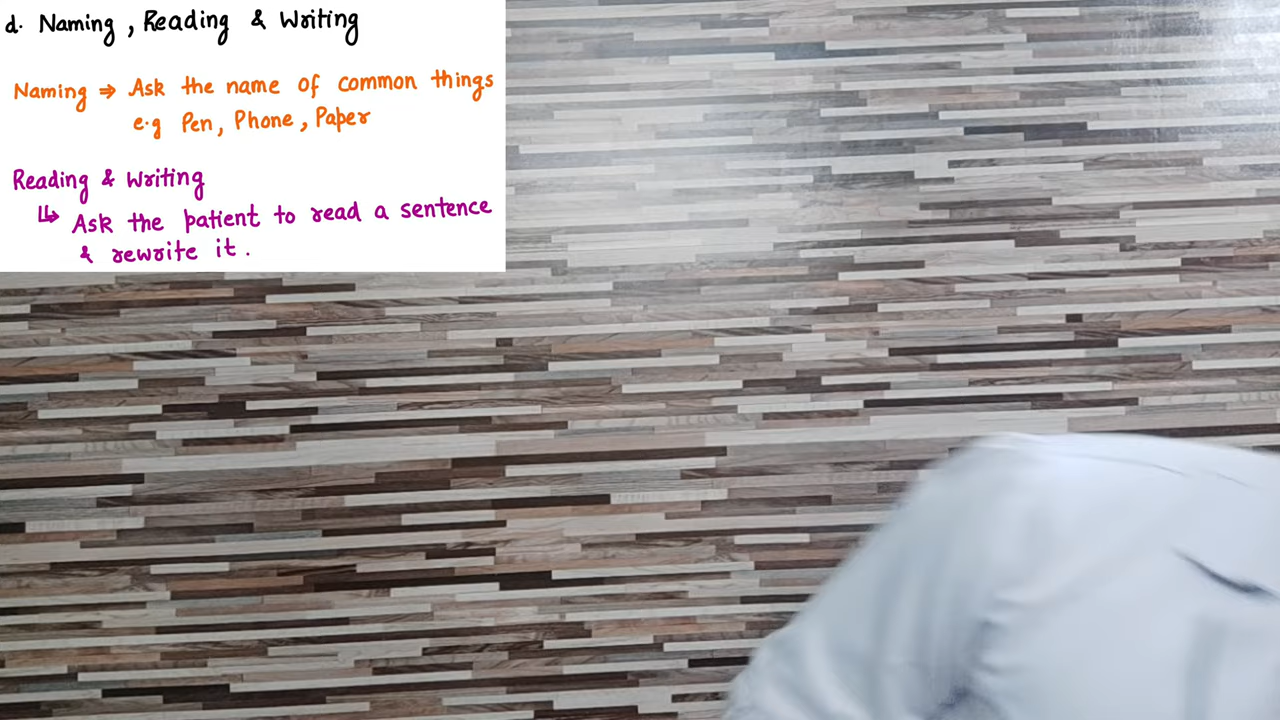 d. Naming, Reading & Writing
Naming ⇒ Ask the name of common things
e.g Pen, Phone, Paper
Reading & Writing
↳ Ask the patient to read a sentence
& rewrite it.